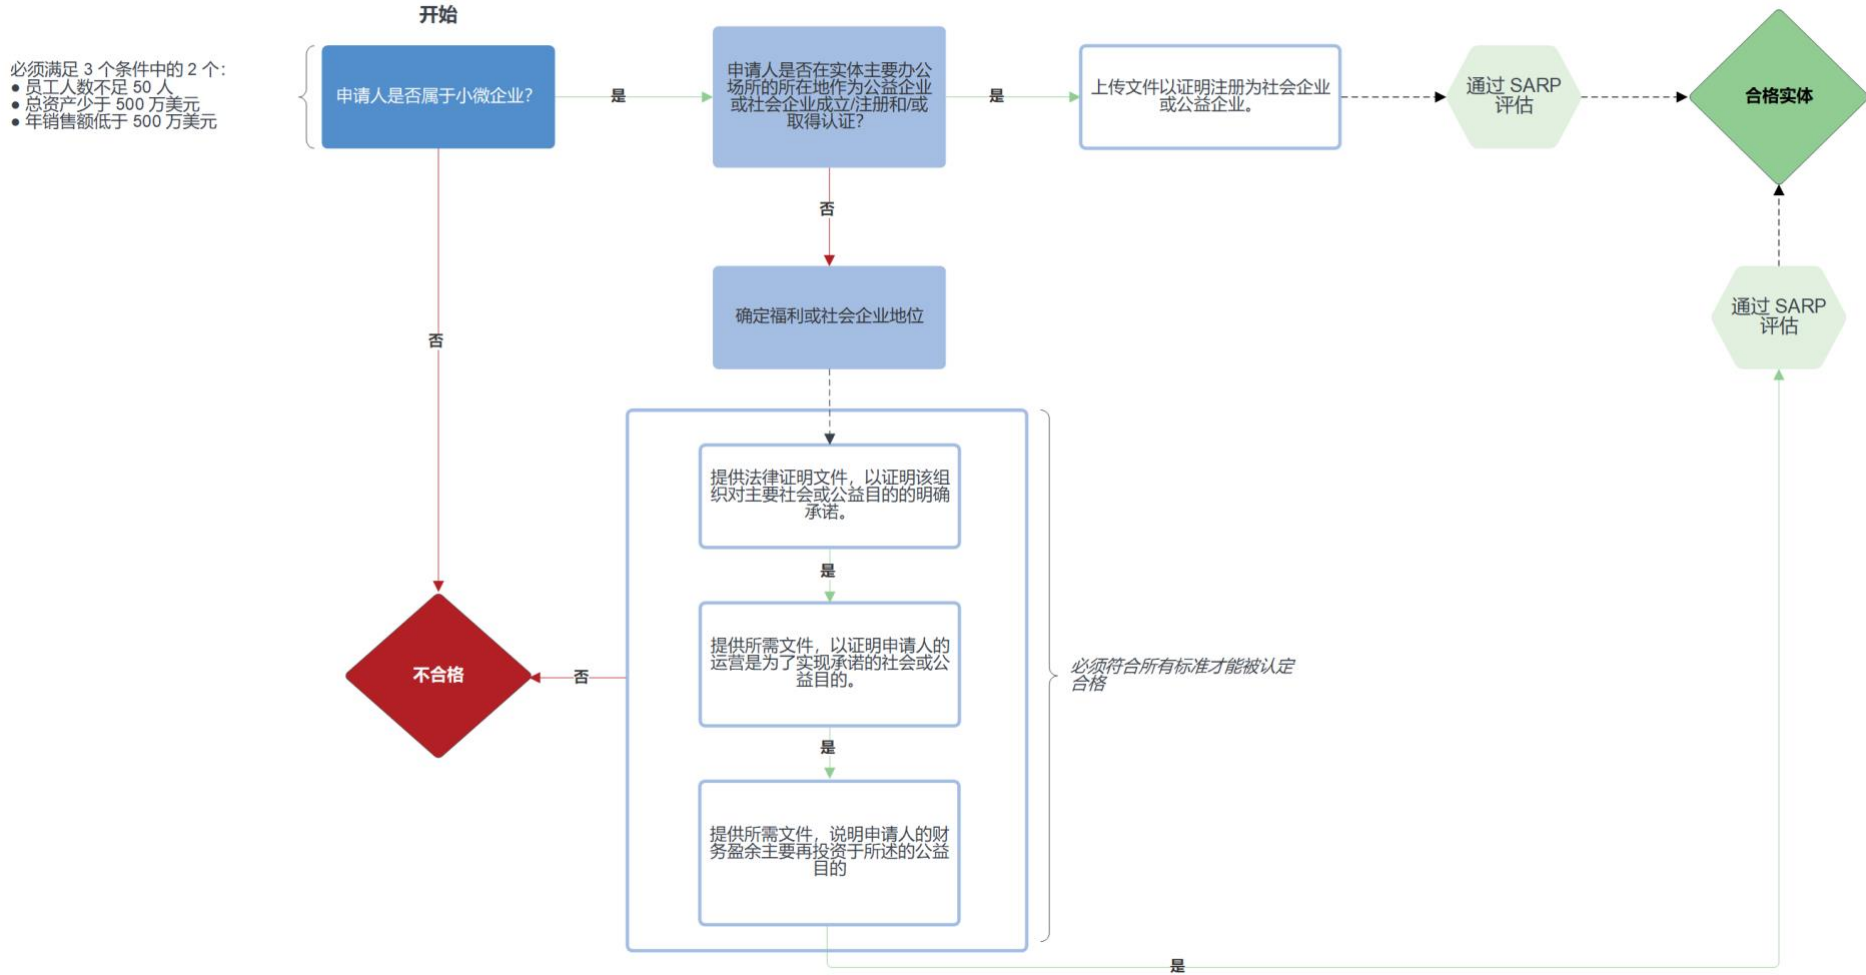 开始
必须满足 3 个条件中的 2 个：
● 员工人数不足 50 人
● 总资产少于 500 万美元
● 年销售额低于 500 万美元
申请人是否属于小微企业？
是
申请人是否在实体主要办公
场所的所在地作为公益企业
或社会企业成立/注册和/或
取得认证？
是
上传文件以证明注册为社会企业
或公益企业。
通过 SARP
评估
合格实体
否
否
确定福利或社会企业地位
通过 SARP
评估
提供法律证明文件，以证明该组
织对主要社会或公益目的的明确
承诺。
是
提供所需文件，以证明申请人的
运营是为了实现承诺的社会或公
益目的。
不合格
否
必须符合所有标准才能被认定
合格
是
提供所需文件，说明申请人的财
务盈余主要再投资于所述的公益
目的
是